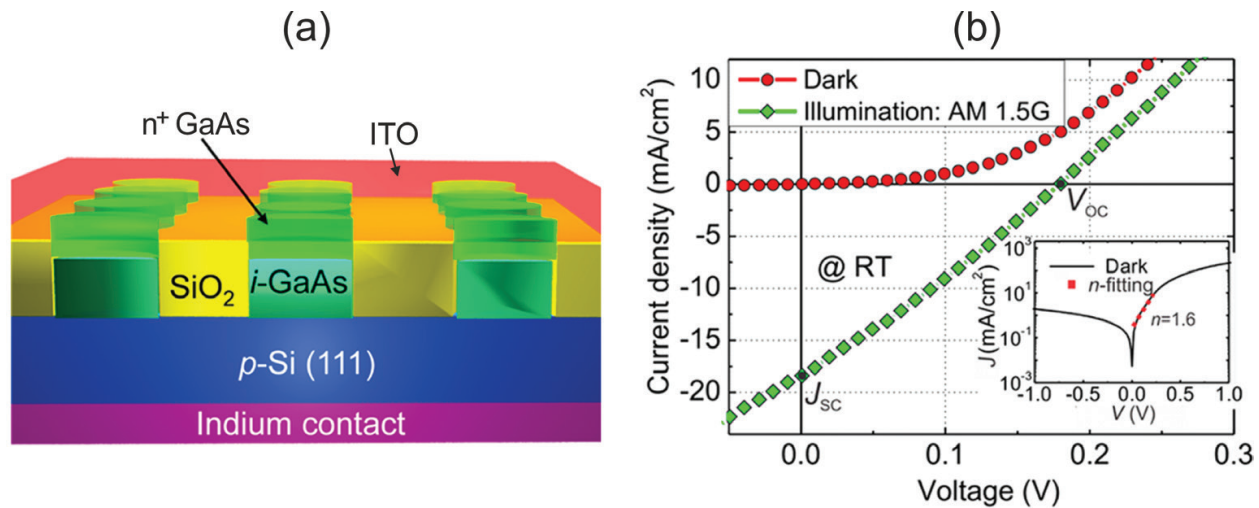 (a)
n⁺ GaAs
ITO
SiO₂
i-GaAs
p-Si (111)
Indium contact
(b)
Current density (mA/cm²)
10
5
0
-5
-10
-15
-20
Dark
Illumination: AM 1.5G
V_OC
@ RT
J_SC
0.0
0.1
0.2
0.3
Voltage (V)
J (mA/cm²)
10³
10¹
10⁻¹
10⁻³
Dark
n-fitting
n=1.6
-1.0
-0.5
0.0
0.5
1.0
V (V)